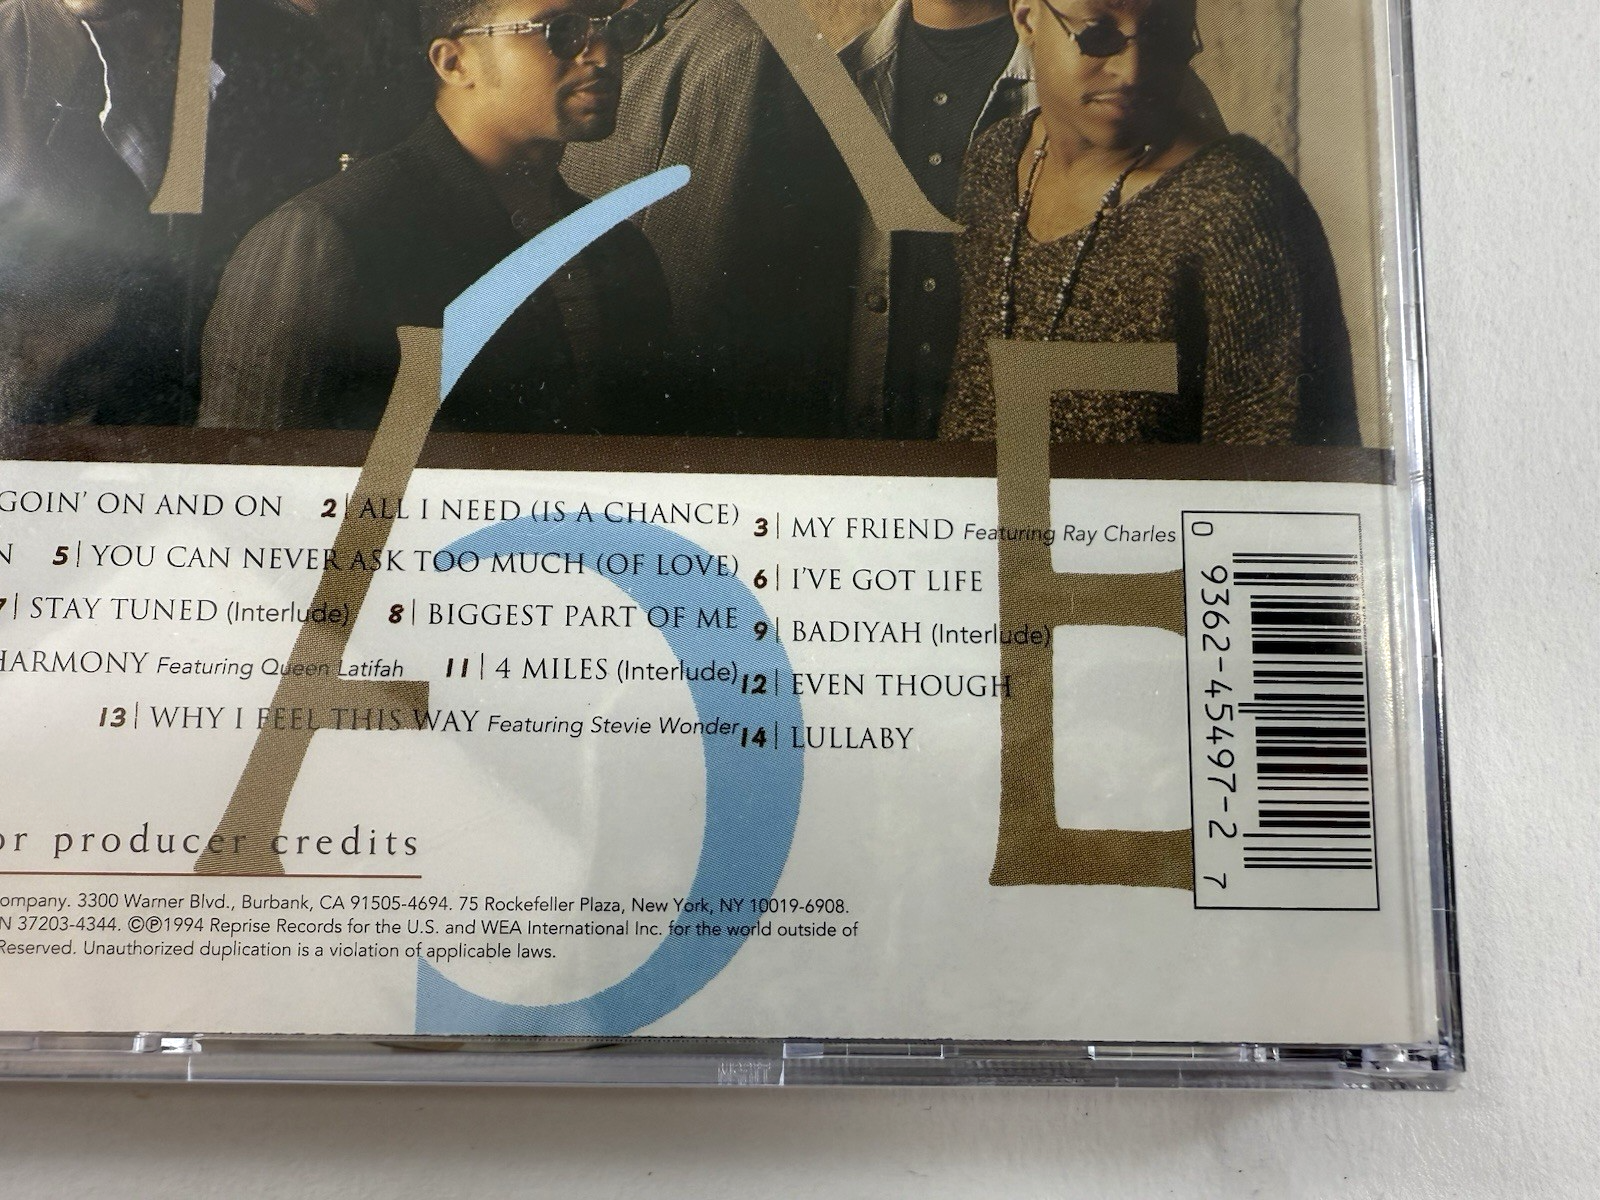 GOIN' ON AND ON 2| ALL I NEED (IS A CHANCE) 3| MY FRIEND Featuring Ray Charles
N 5| YOU CAN NEVER ASK TOO MUCH (OF LOVE) 6| I'VE GOT LIFE
7| STAY TUNED (Interlude) 8| BIGGEST PART OF ME 9| BADIYAH (Interlude)
HARMONY Featuring Queen Latifah 11| 4 MILES (Interlude) 12| EVEN THOUGH
13| WHY I FEEL THIS WAY Featuring Stevie Wonder 14| LULLABY
or producer credits
ompany. 3300 Warner Blvd., Burbank, CA 91505-4694. 75 Rockefeller Plaza, New York, NY 10019-6908.
N 37203-4344. ©℗1994 Reprise Records for the U.S. and WEA International Inc. for the world outside of
Reserved. Unauthorized duplication is a violation of applicable laws.
0 9362-45497-2 7